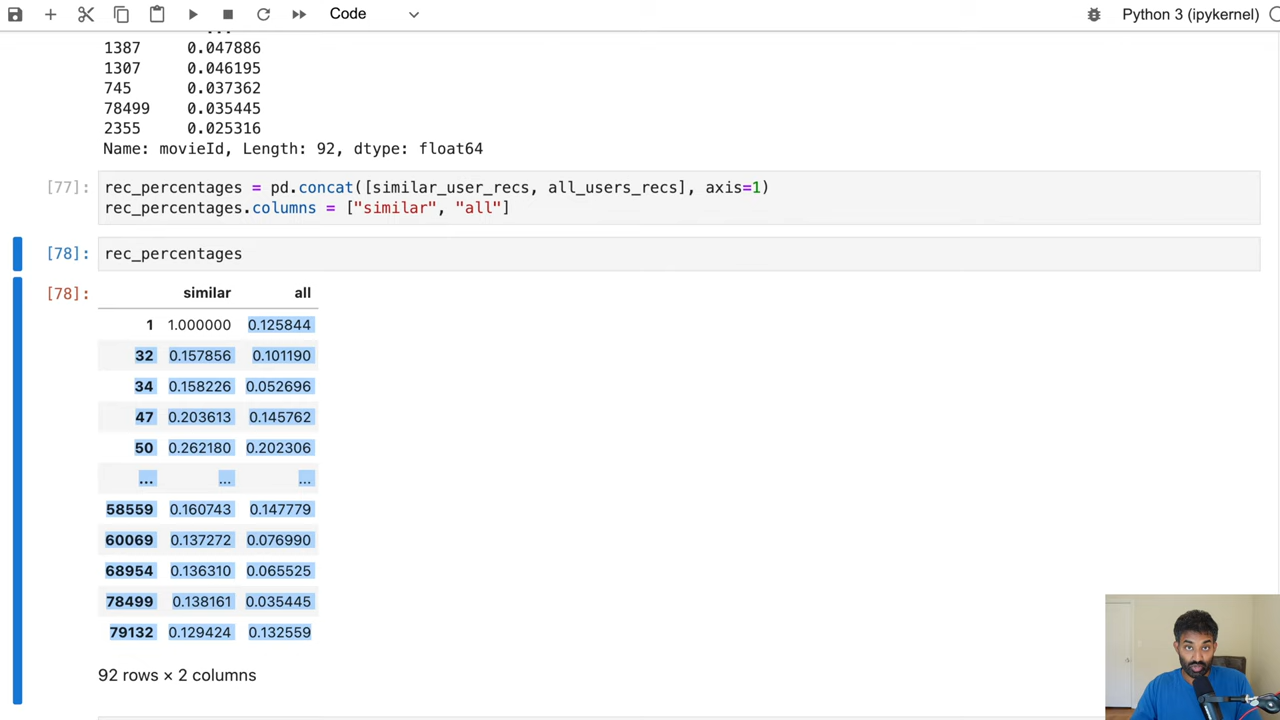 Code
Python 3 (ipykernel)
...
1387 0.047886
1307 0.046195
745 0.037362
78499 0.035445
2355 0.025316
Name: movieId, Length: 92, dtype: float64
[77]: rec_percentages = pd.concat([similar_user_recs, all_users_recs], axis=1)
rec_percentages.columns = ["similar", "all"]
[78]: rec_percentages
[78]: similar all
1 1.000000 0.125844
32 0.157856 0.101190
34 0.158226 0.052696
47 0.203613 0.145762
50 0.262180 0.202306
... ... ...
58559 0.160743 0.147779
60069 0.137272 0.076990
68954 0.136310 0.065525
78499 0.138161 0.035445
79132 0.129424 0.132559
92 rows × 2 columns